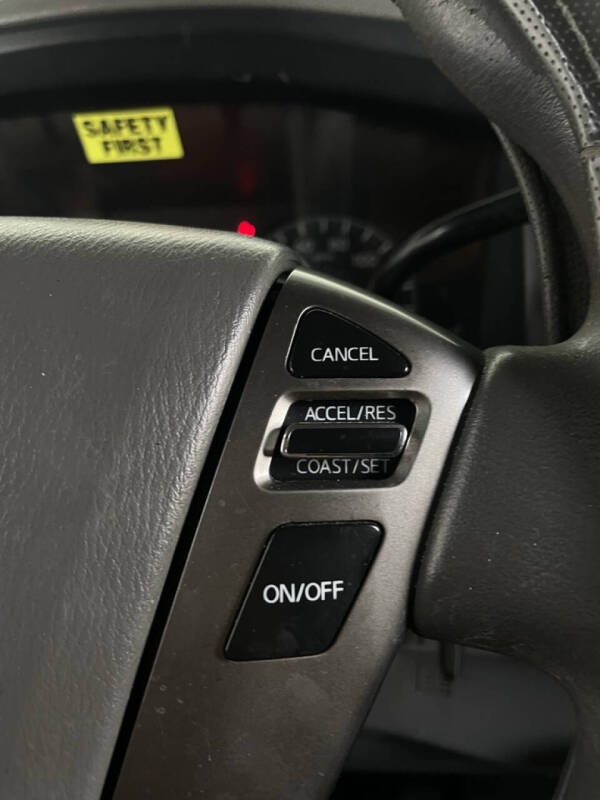 SAFETY
FIRST
CANCEL
ACCEL/RES
COAST/SET
ON/OFF